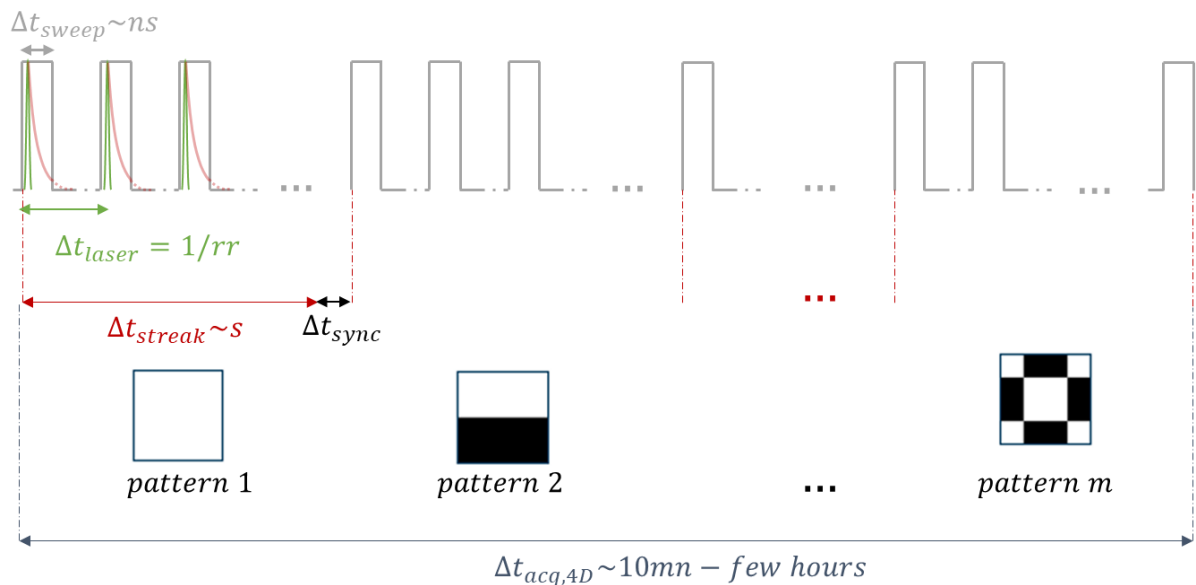 Δt_sweep~ns
... ... ... ...
Δt_laser = 1/rr
...
Δt_streak~s
Δt_sync
pattern 1
pattern 2
...
pattern m
Δt_acq,4D~10mn − few hours